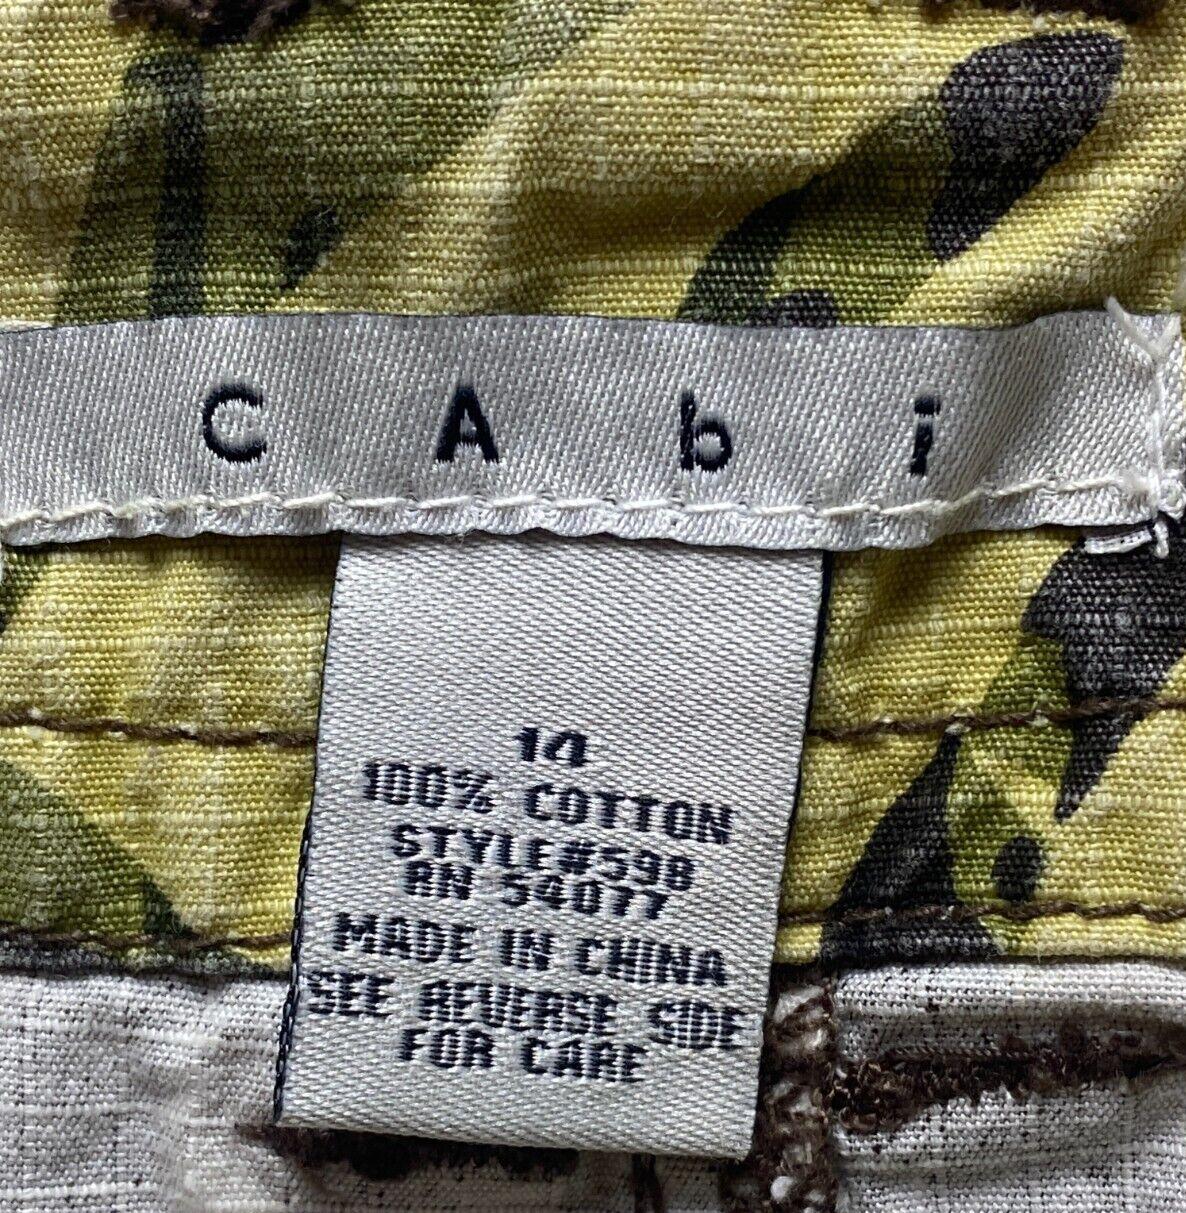 CAbi
14
100% COTTON
STYLE#598
RN 54077
MADE IN CHINA
SEE REVERSE SIDE
FOR CARE